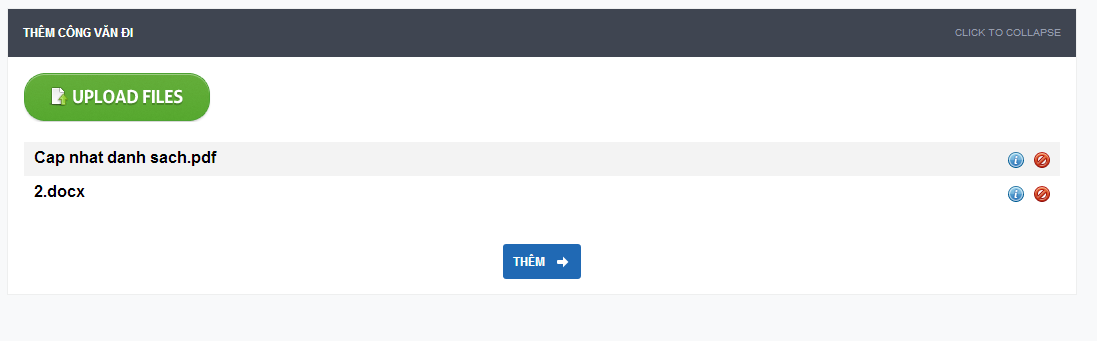 THÊM CÔNG VĂN ĐI
CLICK TO COLLAPSE
UPLOAD FILES
Cap nhat danh sach.pdf
2.docx
THÊM